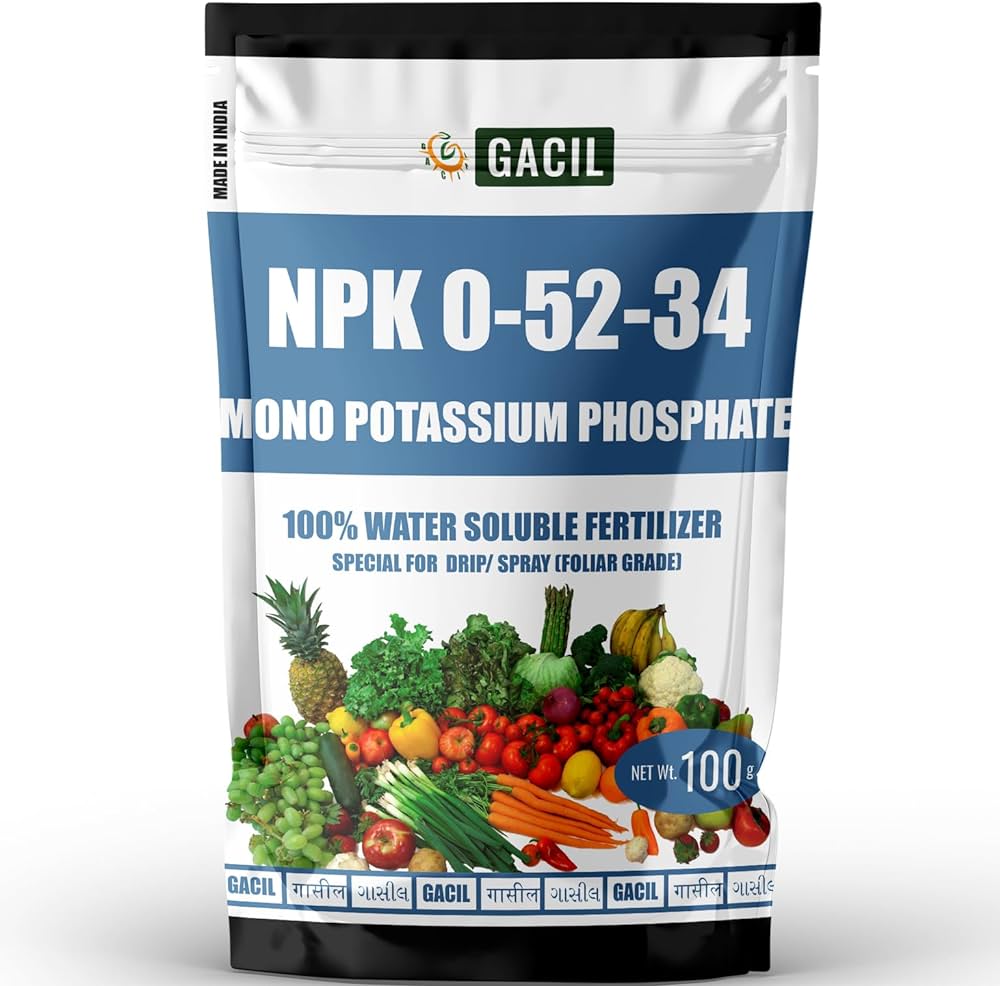 MADE IN INDIA
GACIL
GACIL
NPK 0-52-34
MONO POTASSIUM PHOSPHATE
100% WATER SOLUBLE FERTILIZER
SPECIAL FOR DRIP/ SPRAY (FOLIAR GRADE)
NET Wt. 100 g
GACIL गासील ગાસીલ GACIL गासील ગાસીલ GACIL गासील ગાસીલ